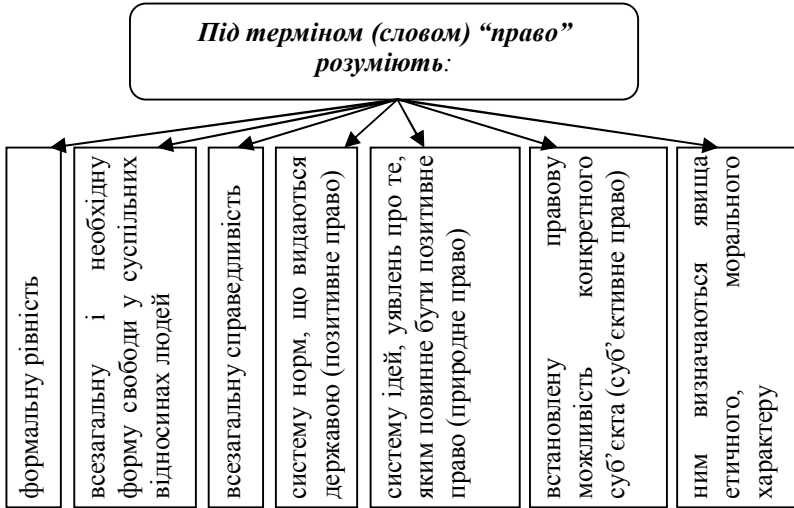 Під терміном (словом) “право”
розуміють:
формальну рівність
всезагальну і необхідну
форму свободи у суспільних
відносинах людей
всезагальну справедливість
систему норм, що видаються
державою (позитивне право)
систему ідей, уявлень про те,
яким повинне бути позитивне
право (природне право)
встановлену правову
можливість конкретного
суб’єкта (суб’єктивне право)
ним визначаються явища
етичного, морального
характеру